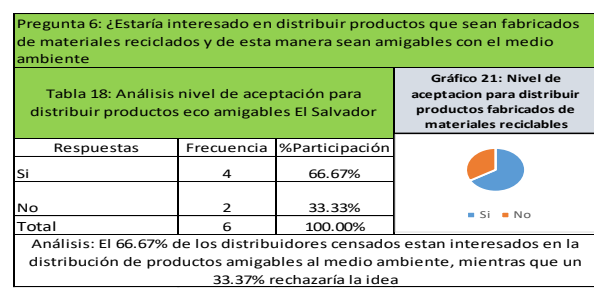 Pregunta 6: ¿Estaría interesado en distribuir productos que sean fabricados
de materiales reciclados y de esta manera sean amigables con el medio
ambiente
Tabla 18: Análisis nivel de aceptación para
distribuir productos eco amigables El Salvador
Gráfico 21: Nivel de
aceptacion para distribuir
productos fabricados de
materiales reciclables
Respuestas Frecuencia %Participación
Si 4 66.67%
No 2 33.33%
Total 6 100.00%
Si No
Análisis: El 66.67% de los distribuidores censados estan interesados en la
distribución de productos amigables al medio ambiente, mientras que un
33.37% rechazaría la idea